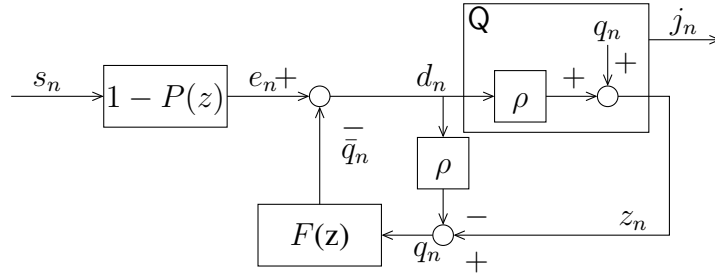 Q
q_n
j_n
+
s_n
1 − P(z)
e_n
+
d_n
ρ
+
−
q̄_n
ρ
F(z)
q_n
−
+
z_n